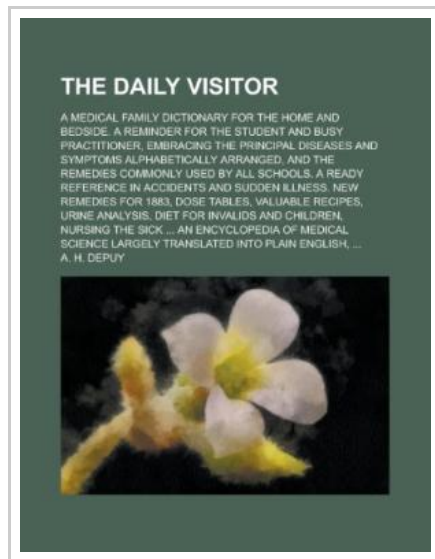 THE DAILY VISITOR
A MEDICAL FAMILY DICTIONARY FOR THE HOME AND
BEDSIDE. A REMINDER FOR THE STUDENT AND BUSY
PRACTITIONER, EMBRACING THE PRINCIPAL DISEASES AND
SYMPTOMS ALPHABETICALLY ARRANGED, AND THE
REMEDIES COMMONLY USED BY ALL SCHOOLS. A READY
REFERENCE IN ACCIDENTS AND SUDDEN ILLNESS. NEW
REMEDIES FOR 1883, DOSE TABLES, VALUABLE RECIPES,
URINE ANALYSIS, DIET FOR INVALIDS AND CHILDREN,
NURSING THE SICK ... AN ENCYCLOPEDIA OF MEDICAL
SCIENCE LARGELY TRANSLATED INTO PLAIN ENGLISH, ...
A. H. DEPUY